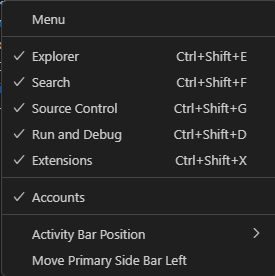 Menu
Explorer Ctrl+Shift+E
Search Ctrl+Shift+F
Source Control Ctrl+Shift+G
Run and Debug Ctrl+Shift+D
Extensions Ctrl+Shift+X
Accounts
Activity Bar Position
Move Primary Side Bar Left